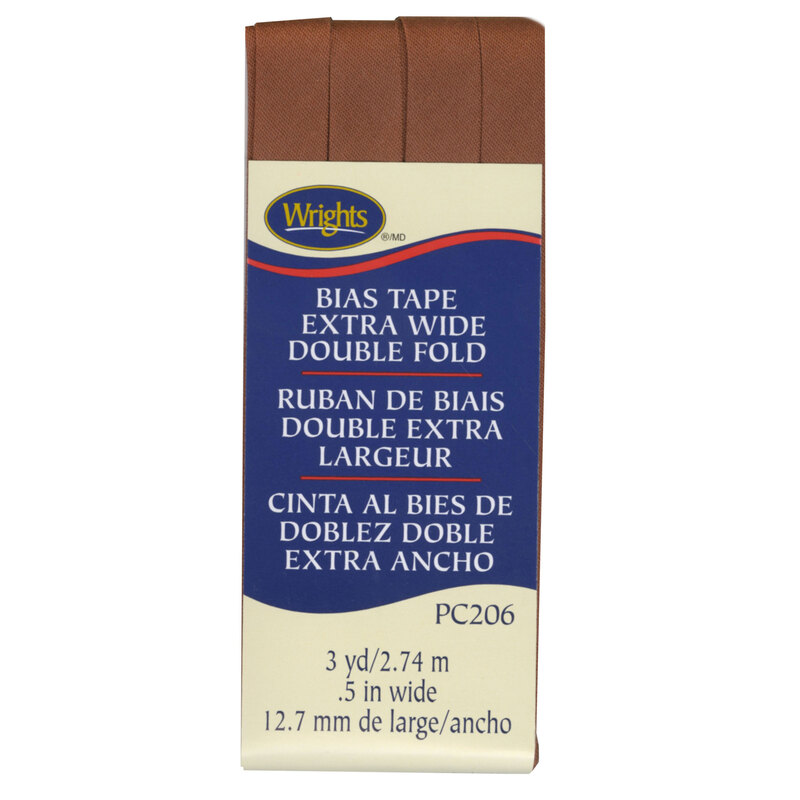 Wrights
®/MD
BIAS TAPE
EXTRA WIDE
DOUBLE FOLD
RUBAN DE BIAIS
DOUBLE EXTRA
LARGEUR
CINTA AL BIES DE
DOBLEZ DOBLE
EXTRA ANCHO
PC206
3 yd/2.74 m
.5 in wide
12.7 mm de large/ancho